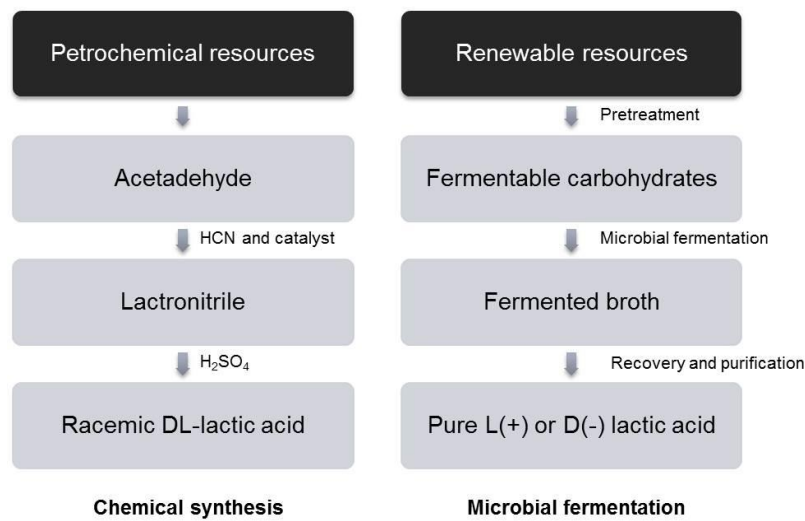 Petrochemical resources
Acetadehyde
HCN and catalyst
Lactronitrile
H₂SO₄
Racemic DL-lactic acid
Chemical synthesis
Renewable resources
Pretreatment
Fermentable carbohydrates
Microbial fermentation
Fermented broth
Recovery and purification
Pure L(+) or D(-) lactic acid
Microbial fermentation